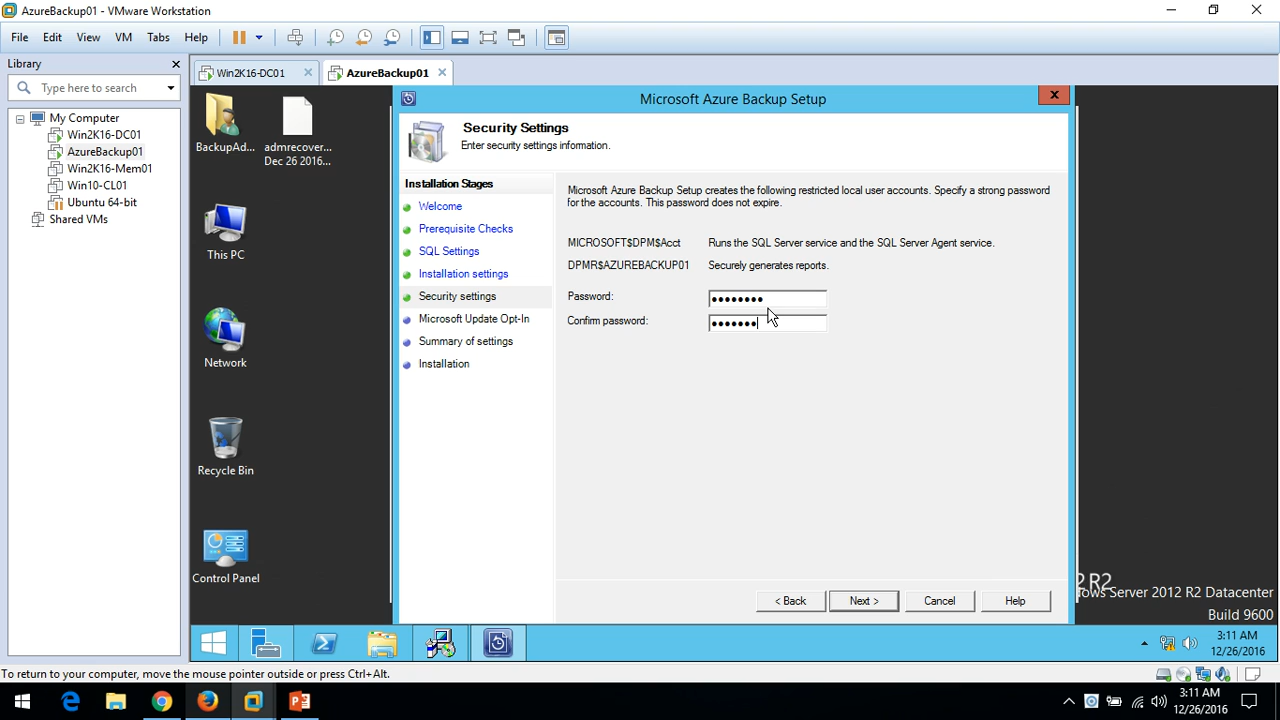 AzureBackup01 - VMware Workstation
File Edit View VM Tabs Help
Library
Type here to search
My Computer
Win2K16-DC01
AzureBackup01
Win2K16-Mem01
Win10-CL01
Ubuntu 64-bit
Shared VMs
Win2K16-DC01
AzureBackup01
BackupAd...
admrecover...
Dec 26 2016...
This PC
Network
Recycle Bin
Control Panel
Microsoft Azure Backup Setup
Security Settings
Enter security settings information.
Installation Stages
Welcome
Prerequisite Checks
SQL Settings
Installation settings
Security settings
Microsoft Update Opt-In
Summary of settings
Installation
Microsoft Azure Backup Setup creates the following restricted local user accounts. Specify a strong password
for the accounts. This password does not expire.
MICROSOFT$DPM$Acct Runs the SQL Server service and the SQL Server Agent service.
DPMR$AZUREBACKUP01 Securely generates reports.
Password: ●●●●●●●●
Confirm password: ●●●●●●●
< Back Next > Cancel Help
2 R2
ows Server 2012 R2 Datacenter
Build 9600
3:11 AM
12/26/2016
To return to your computer, move the mouse pointer outside or press Ctrl+Alt.
3:11 AM
12/26/2016